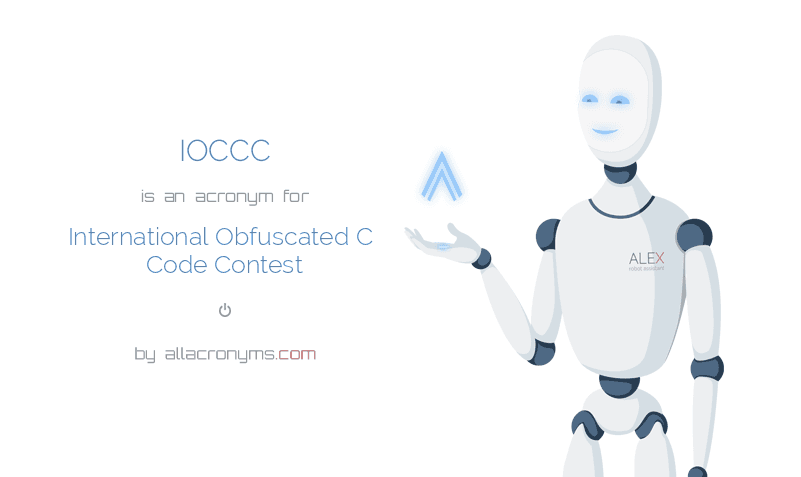 IOCCC
is an acronym for
International Obfuscated C
Code Contest
by allacronyms.com
ALEX
robot assistant